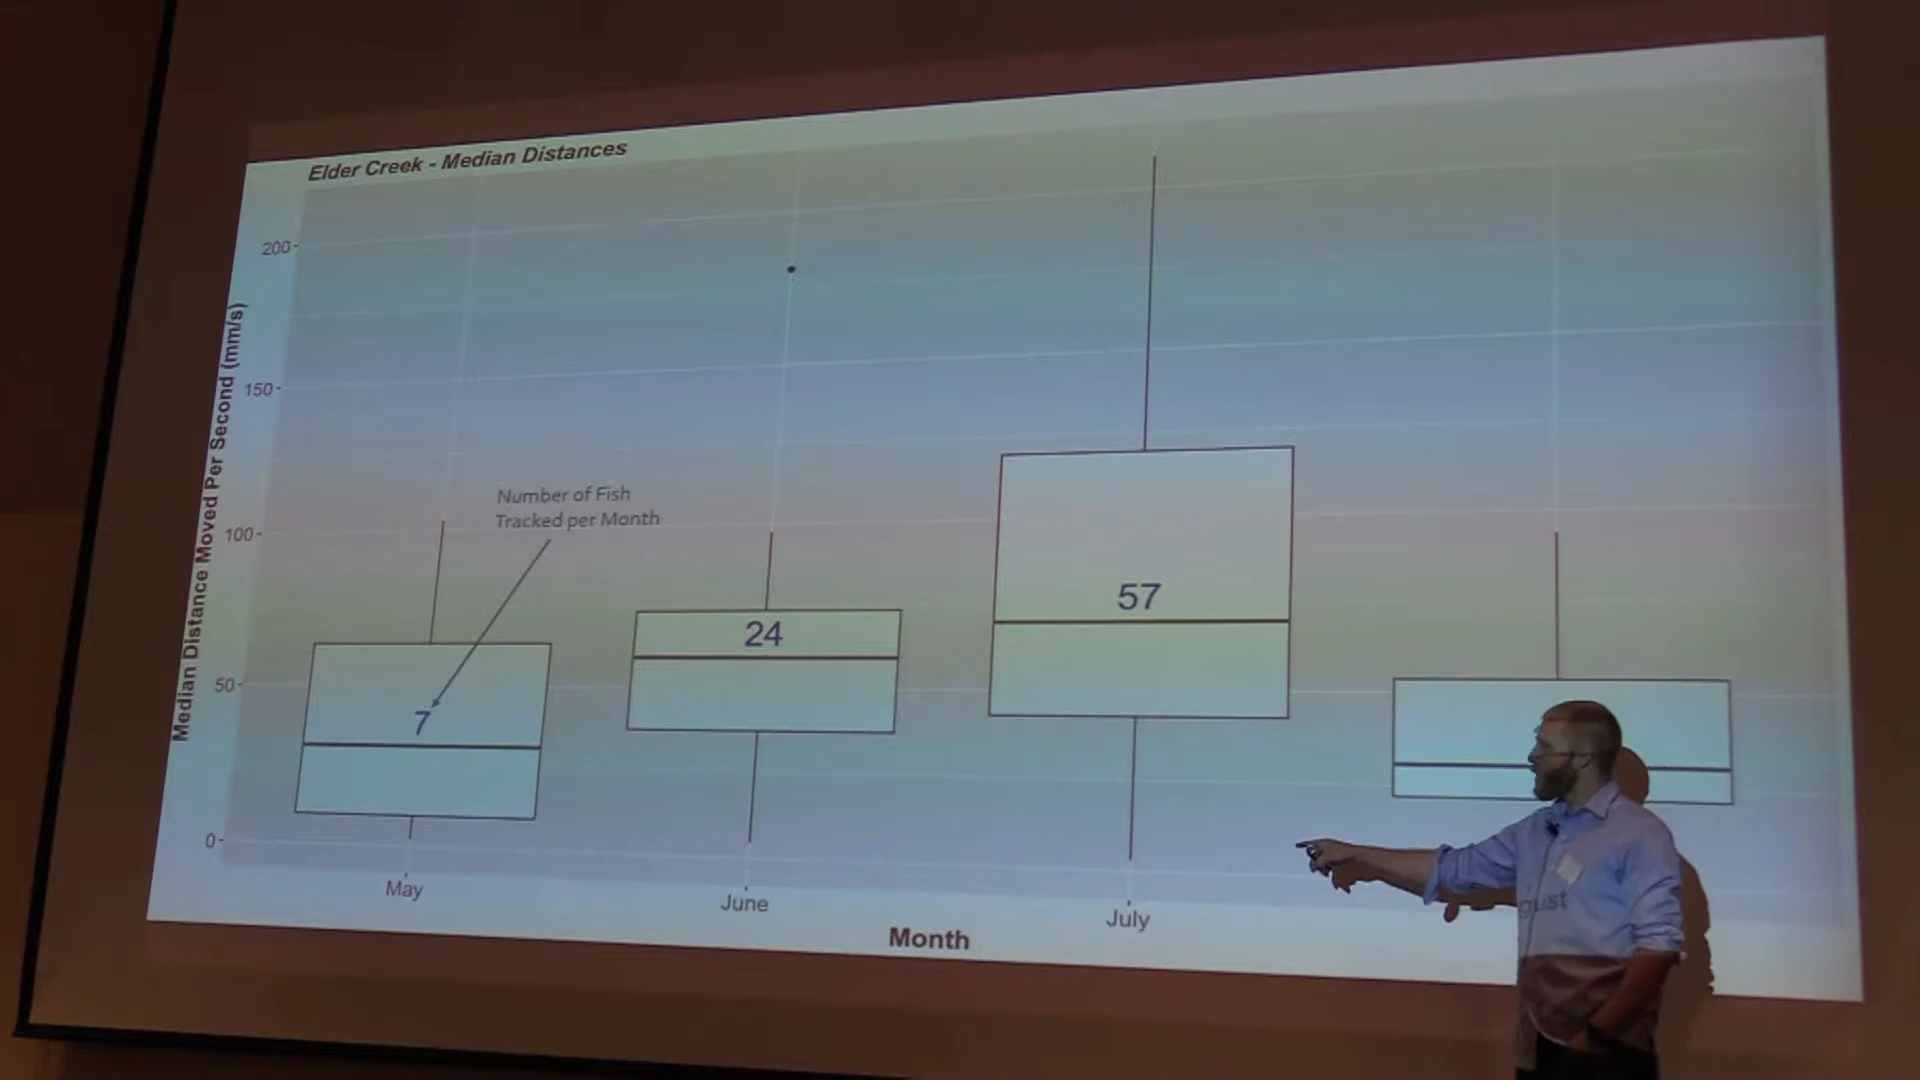 Elder Creek - Median Distances
Median Distance Moved Per Second (mm/s)
200
150
100
50
0
Number of Fish
Tracked per Month
7
24
57
May
June
July
gust
Month